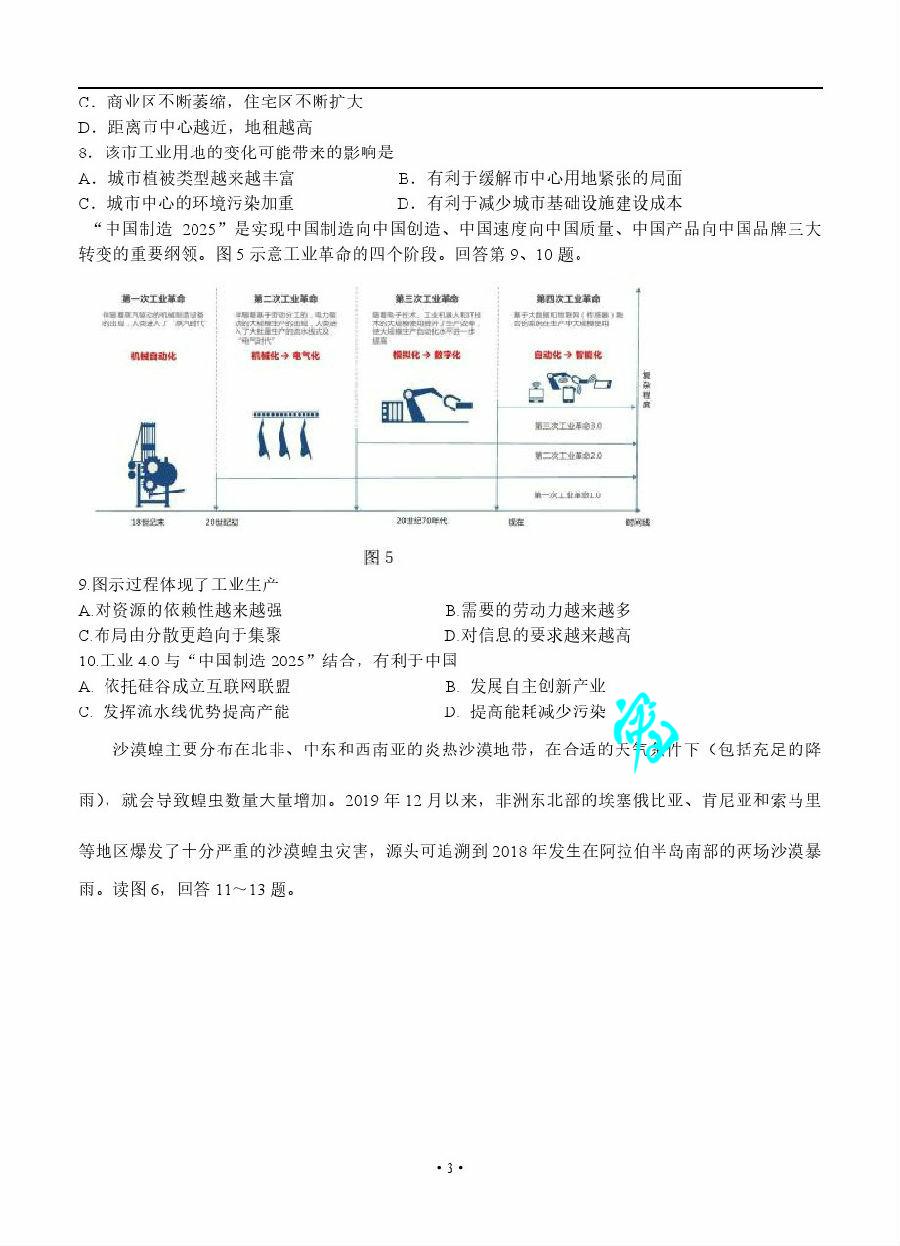 C．商业区不断萎缩，住宅区不断扩大
D．距离市中心越近，地租越高
8．该市工业用地的变化可能带来的影响是
A．城市植被类型越来越丰富 B．有利于缓解市中心用地紧张的局面
C．城市中心的环境污染加重 D．有利于减少城市基础设施建设成本
“中国制造 2025”是实现中国制造向中国创造、中国速度向中国质量、中国产品向中国品牌三大
转变的重要纲领。图 5 示意工业革命的四个阶段。回答第 9、10 题。
第一次工业革命 第二次工业革命 第三次工业革命 第四次工业革命
机械自动化 机械化→电气化 模拟化→数字化 自动化→智能化
复杂程度
第三次工业革命3.0
第二次工业革命2.0
第一次工业革命1.0
18世纪末 20世纪初 20世纪70年代 现在 时间线
图 5
9.图示过程体现了工业生产
A.对资源的依赖性越来越强 B.需要的劳动力越来越多
C.布局由分散更趋向于集聚 D.对信息的要求越来越高
10.工业 4.0 与“中国制造 2025”结合，有利于中国
A. 依托硅谷成立互联网联盟 B. 发展自主创新产业
C. 发挥流水线优势提高产能 D. 提高能耗减少污染
沙漠蝗主要分布在北非、中东和西南亚的炎热沙漠地带，在合适的天气条件下（包括充足的降
雨），就会导致蝗虫数量大量增加。2019 年 12 月以来，非洲东北部的埃塞俄比亚、肯尼亚和索马里
等地区爆发了十分严重的沙漠蝗虫灾害，源头可追溯到 2018 年发生在阿拉伯半岛南部的两场沙漠暴
雨。读图 6，回答 11～13 题。
• 3 •